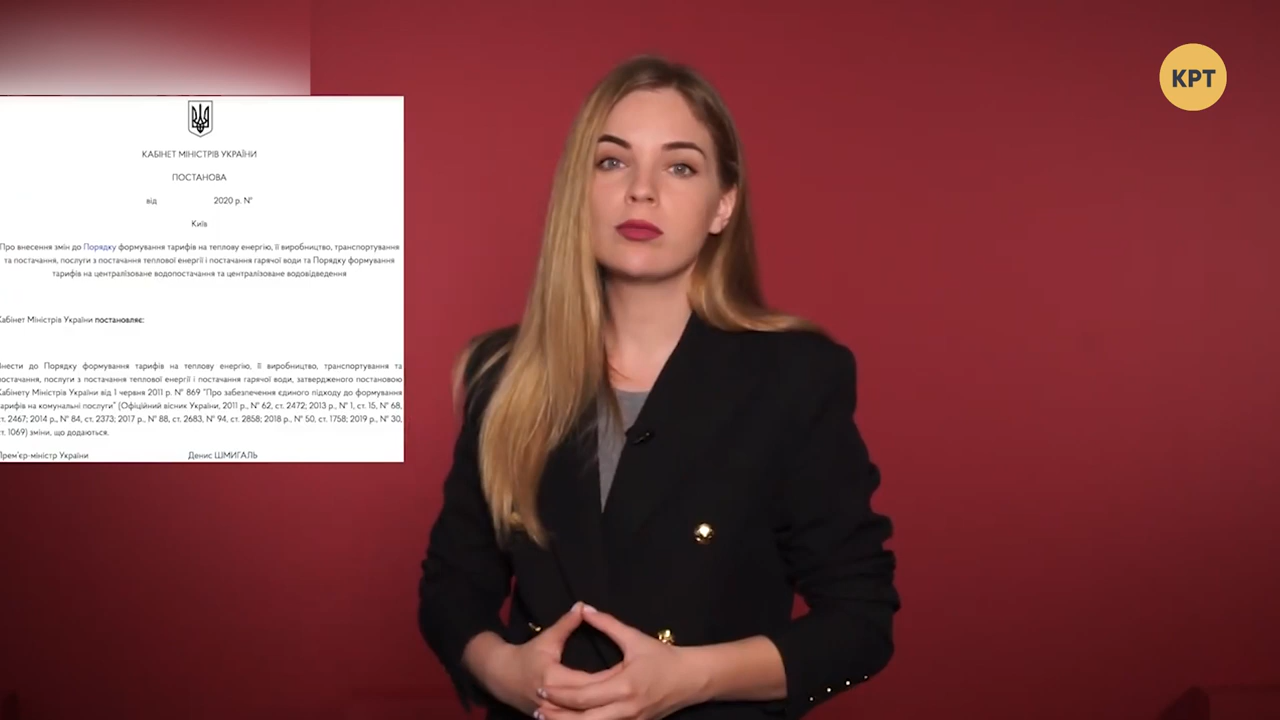 КРТ
КАБІНЕТ МІНІСТРІВ УКРАЇНИ
ПОСТАНОВА
від 2020 р. №
Київ
Про внесення змін до Порядку формування тарифів на теплову енергію, її виробництво, транспортування
та постачання, послуги з постачання теплової енергії і постачання гарячої води та Порядку формування
тарифів на централізоване водопостачання та централізоване водовідведення
Кабінет Міністрів України постановляє:
Внести до Порядку формування тарифів на теплову енергію, її виробництво, транспортування та
постачання, послуги з постачання теплової енергії і постачання гарячої води, затвердженого постановою
Кабінету Міністрів України від 1 червня 2011 р. № 869 "Про забезпечення єдиного підходу до формування
тарифів на комунальні послуги" (Офіційний вісник України, 2011 р., № 62, ст. 2472; 2013 р., № 1, ст. 15, № 68,
ст. 2467; 2014 р., № 84, ст. 2373; 2017 р., № 88, ст. 2683, № 94, ст. 2858; 2018 р., № 50, ст. 1758; 2019 р., № 30,
ст. 1069) зміни, що додаються.
Прем'єр-міністр України Денис ШМИГАЛЬ